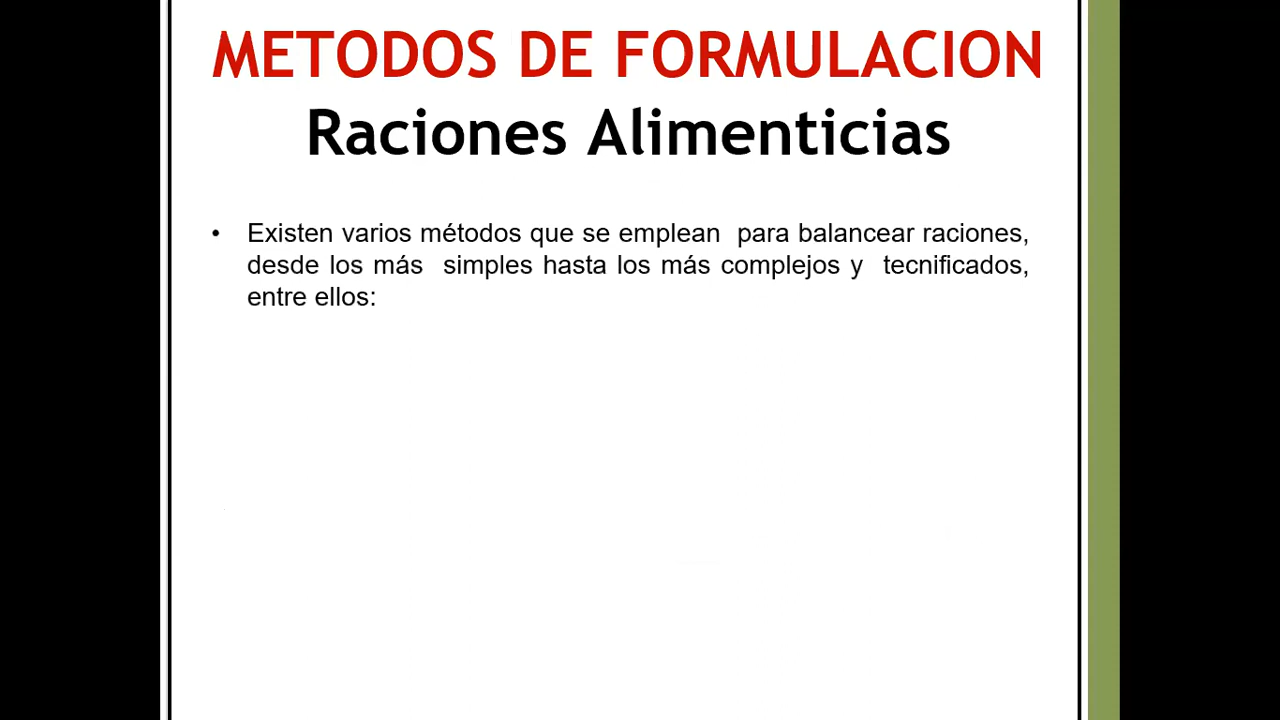 METODOS DE FORMULACION
Raciones Alimenticias
• Existen varios métodos que se emplean para balancear raciones,
desde los más simples hasta los más complejos y tecnificados,
entre ellos: